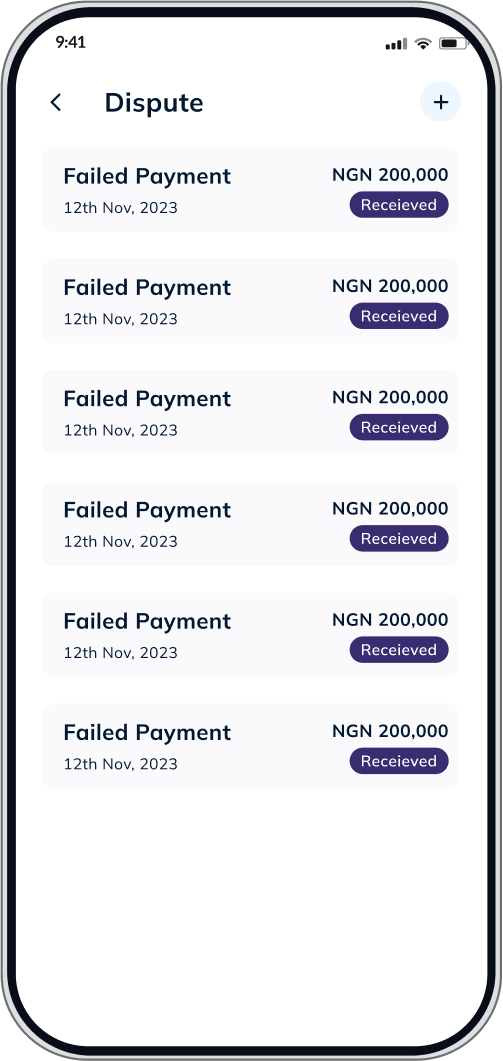 9:41
Dispute
Failed Payment NGN 200,000
12th Nov, 2023 Receieved
Failed Payment NGN 200,000
12th Nov, 2023 Receieved
Failed Payment NGN 200,000
12th Nov, 2023 Receieved
Failed Payment NGN 200,000
12th Nov, 2023 Receieved
Failed Payment NGN 200,000
12th Nov, 2023 Receieved
Failed Payment NGN 200,000
12th Nov, 2023 Receieved